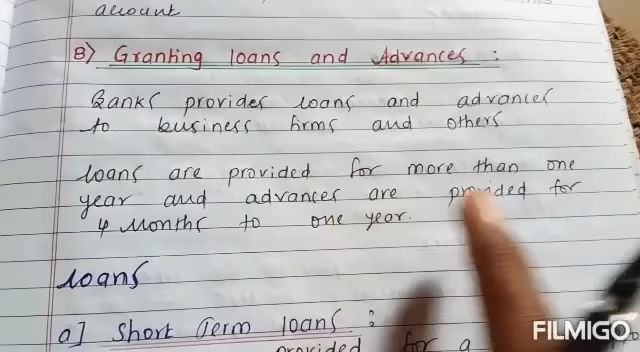 account
B) Granting loans and Advances :
Banks provides loans and advances
to business firms and others
loans are provided for more than one
year and advances are provided for
4 Months to one year.
loans
a] Short Term loans :
provided for a
FILMIGO